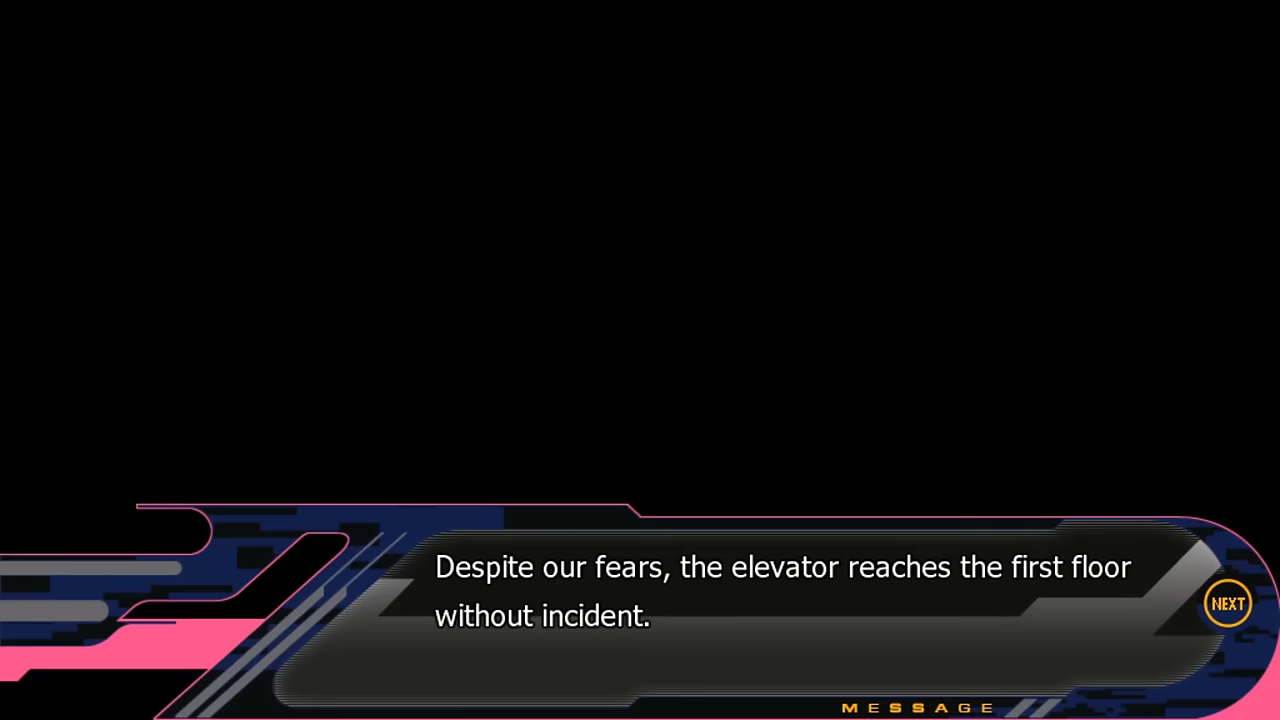 Despite our fears, the elevator reaches the first floor
without incident.
NEXT
MESSAGE